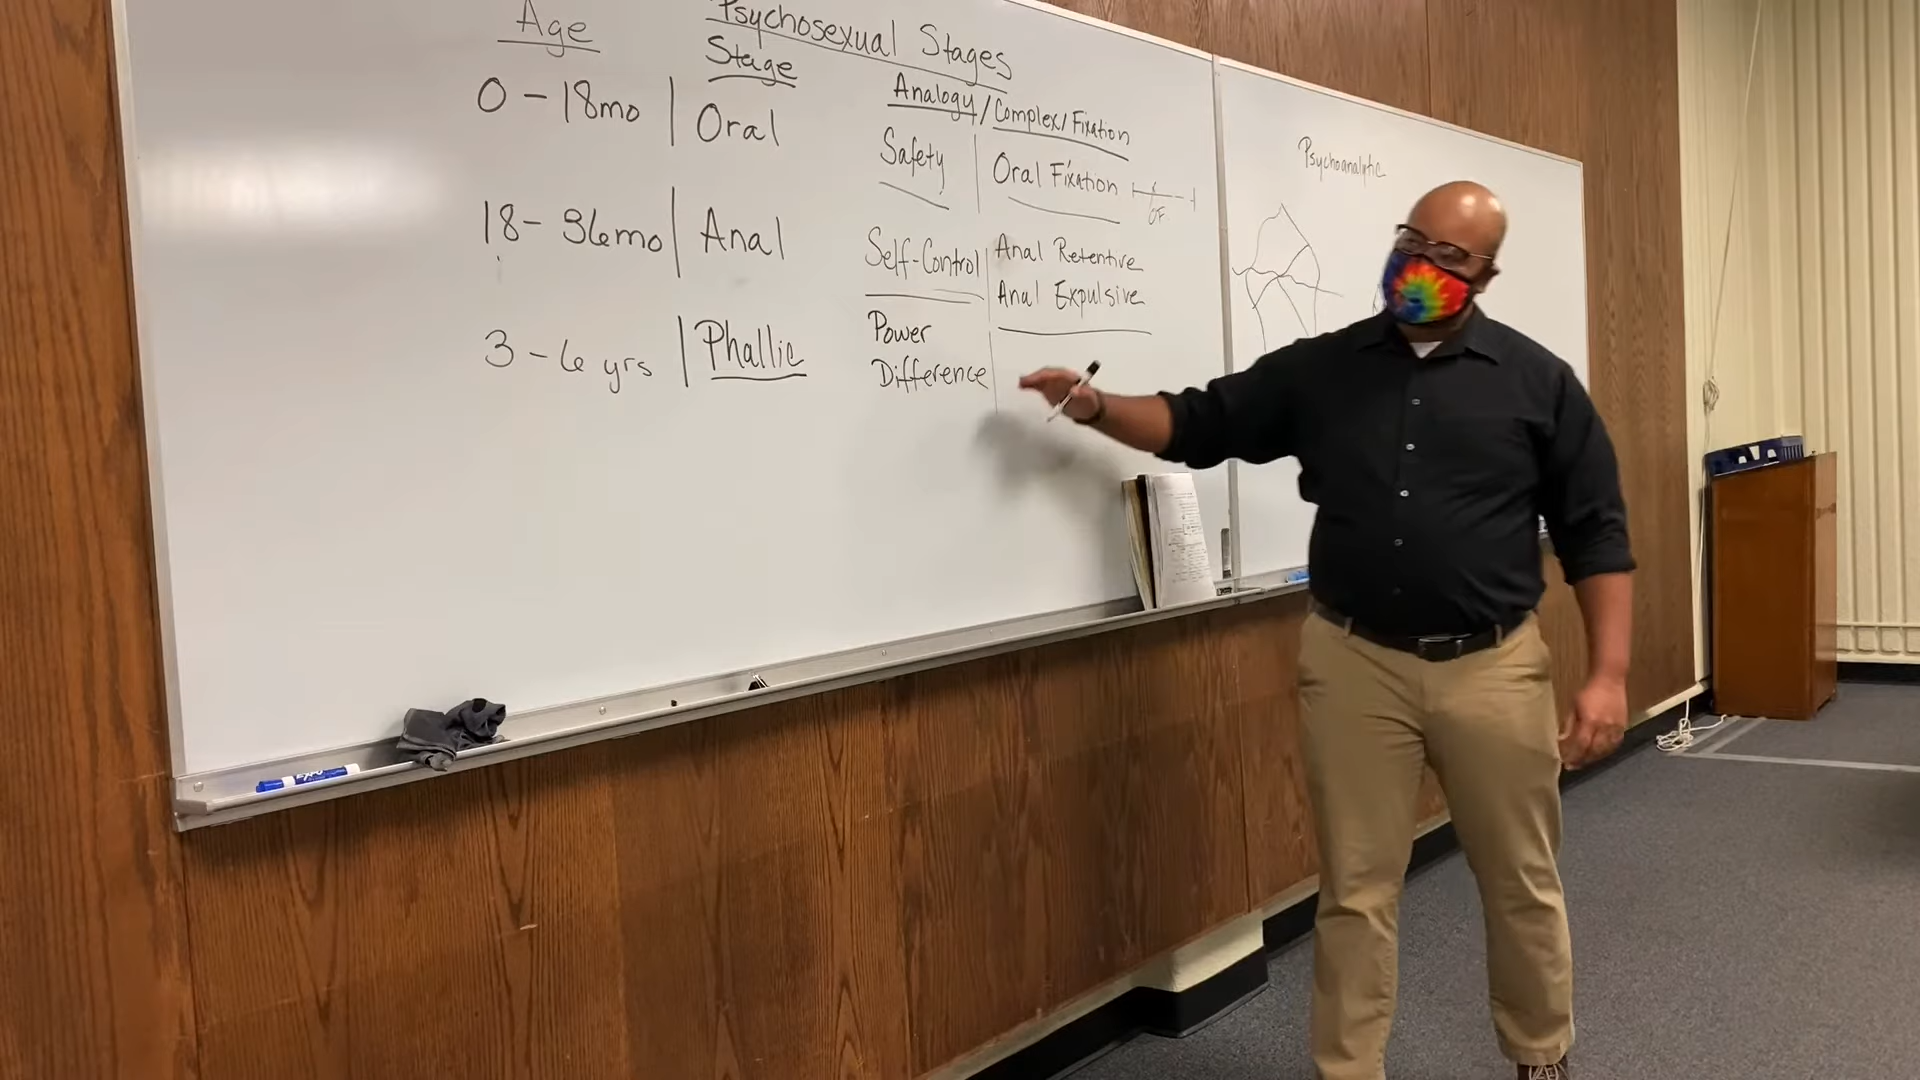 Psychosexual Stages
Age
Stage
Analogy/Complex/Fixation
0-18mo | Oral
Safety | Oral Fixation
OF
18-36mo | Anal
Self-Control | Anal Retentive
Anal Expulsive
3-6 yrs | Phallic
Power
Difference
Psychoanalytic
EXPO